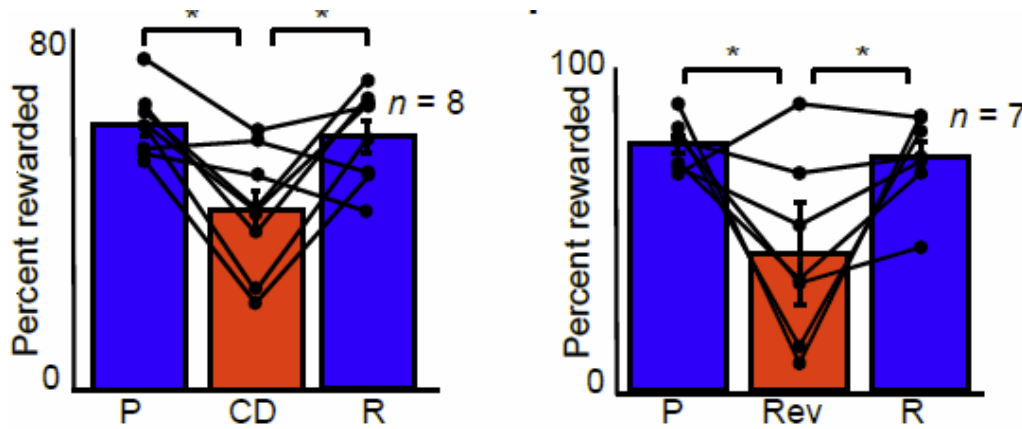 * *
80
Percent rewarded
n = 8
0
P CD R
* *
100
Percent rewarded
n = 7
0
P Rev R